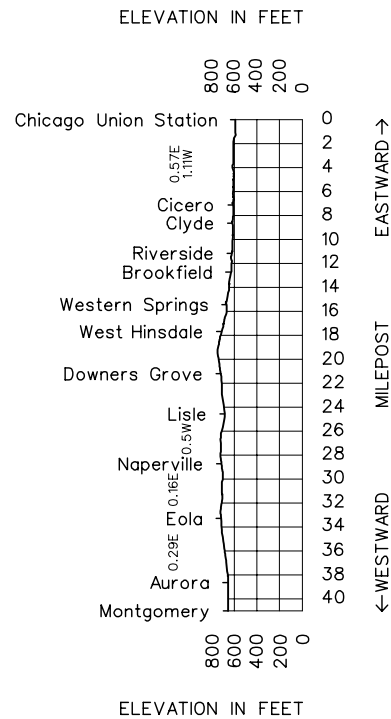 ELEVATION IN FEET
800 600 400 200 0
Chicago Union Station 0
2
0.57E
1.11W
4
6
Cicero
8
Clyde
10
Riverside
12
Brookfield
14
Western Springs
16
West Hinsdale 18
20
Downers Grove
22
24
Lisle
26
0.5W
28
Naperville
30
0.16E
32
Eola
34
0.29E
36
38
Aurora
40
Montgomery
800 600 400 200 0
ELEVATION IN FEET
EASTWARD →
MILEPOST
← WESTWARD